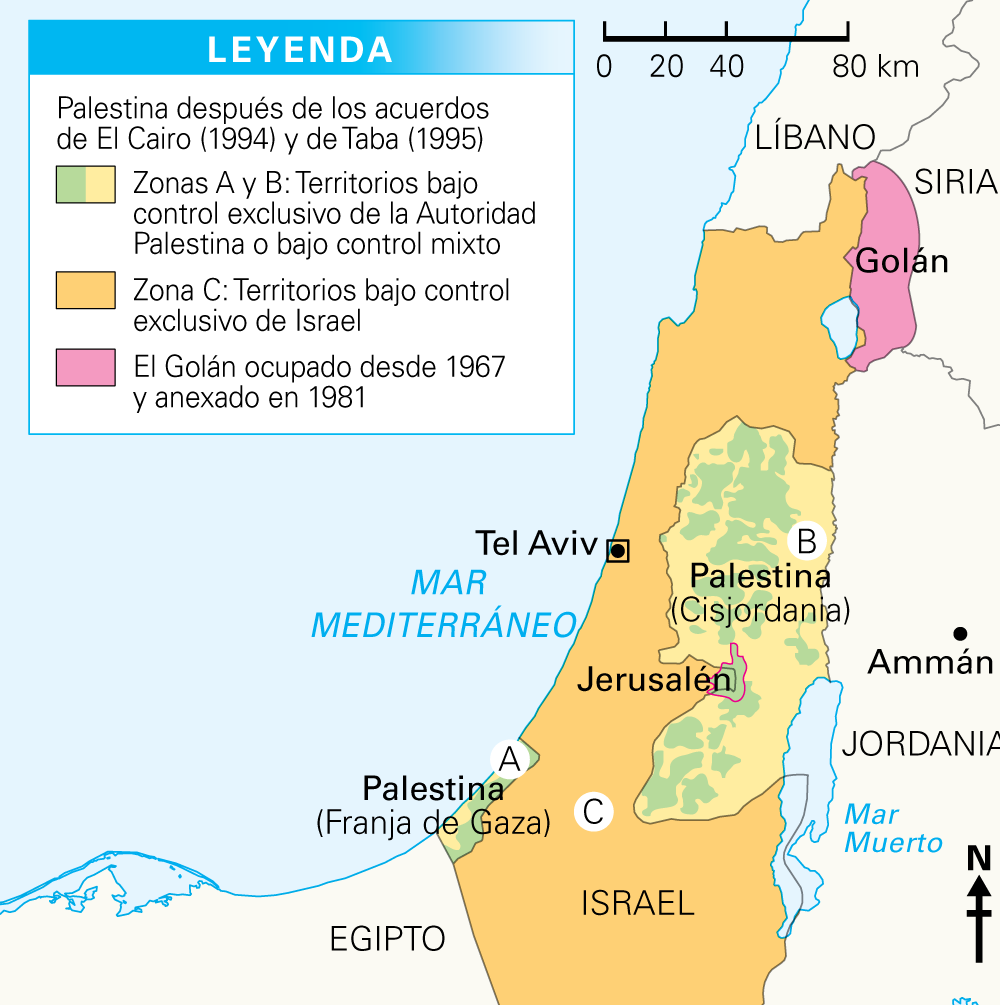 LEYENDA
Palestina después de los acuerdos
de El Cairo (1994) y de Taba (1995)
Zonas A y B: Territorios bajo
control exclusivo de la Autoridad
Palestina o bajo control mixto
Zona C: Territorios bajo control
exclusivo de Israel
El Golán ocupado desde 1967
y anexado en 1981
0 20 40 80 km
LÍBANO
SIRIA
Golán
Tel Aviv
MAR
MEDITERRÁNEO
B
Palestina
(Cisjordania)
Ammán
Jerusalén
JORDANIA
A
Palestina
(Franja de Gaza)
C
Mar
Muerto
N
ISRAEL
EGIPTO